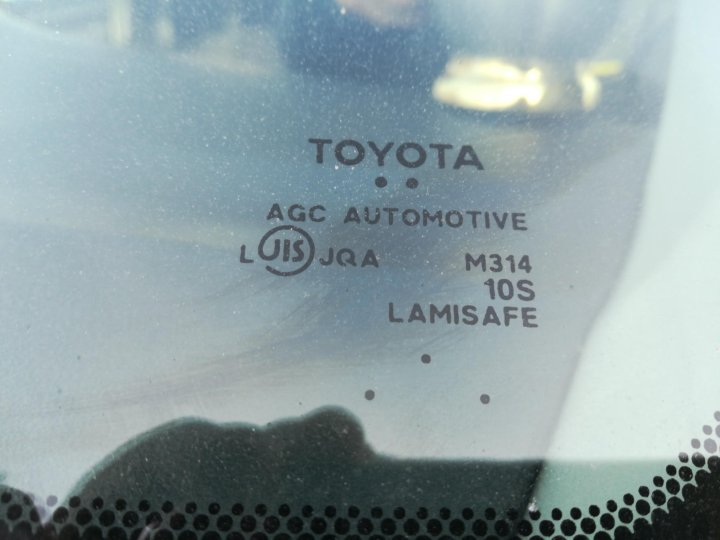 TOYOTA
AGC AUTOMOTIVE
L JIS JQA M314
10S
LAMISAFE